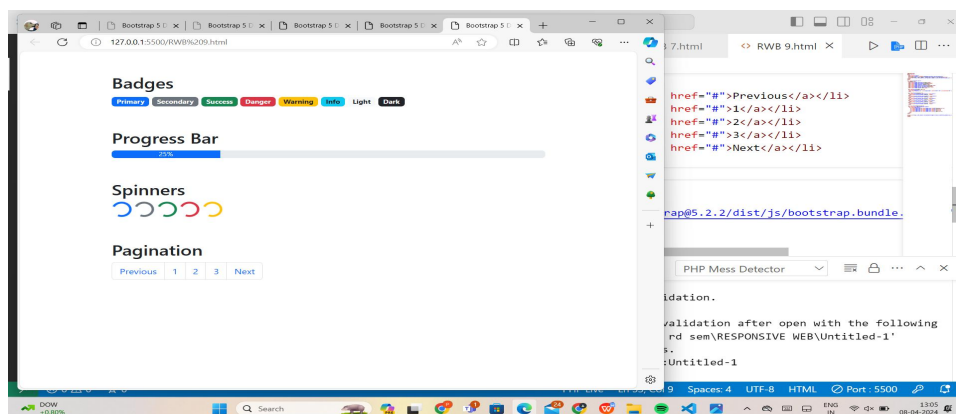 Bootstrap 5 Bootstrap 5 Bootstrap 5 Bootstrap 5 Bootstrap 5
127.0.0.1:5500/RWB%209.html
Badges
Primary Secondary Success Danger Warning Info Light Dark
Progress Bar
25%
Spinners
Pagination
Previous 1 2 3 Next
7.html <> RWB 9.html
href="#">Previous</a></li>
href="#">1</a></li>
href="#">2</a></li>
href="#">3</a></li>
href="#">Next</a></li>
rap@5.2.2/dist/js/bootstrap.bundle.
PHP Mess Detector
idation.
validation after open with the following
rd sem\RESPONSIVE WEB\Untitled-1'
s.
:Untitled-1
9 Spaces: 4 UTF-8 HTML Port : 5500
DOW
+0.80%
Search
24
ENG
IN
13:05
08-04-2024